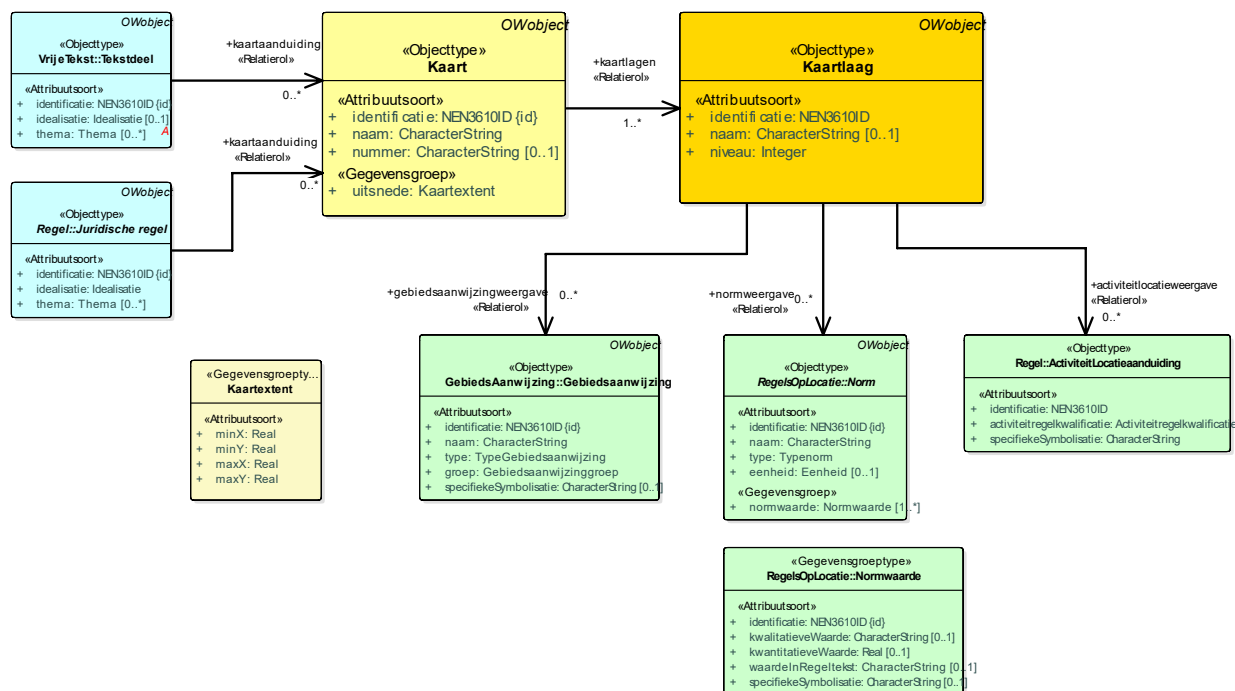 OWobject
«Objecttype»
VrijeTekst::Tekstdeel
«Attribuutsoort»
+ identificatie: NEN3610ID {id}
+ idealisatie: Idealisatie [0..1]
+ thema: Thema [0..*]
A
+kaartaanduiding
«Relatierol»
0..*
OWobject
«Objecttype»
Kaart
«Attribuutsoort»
+ identificatie: NEN3610ID {id}
+ naam: CharacterString
+ nummer: CharacterString [0..1]
«Gegevensgroep»
+ uitsnede: Kaartextent
+kaartlagen
«Relatierol»
1..*
OWobject
«Objecttype»
Kaartlaag
«Attribuutsoort»
+ identificatie: NEN3610ID
+ naam: CharacterString [0..1]
+ niveau: Integer
+kaartaanduiding
«Relatierol»
0..*
OWobject
«Objecttype»
Regel::Juridische regel
«Attribuutsoort»
+ identificatie: NEN3610ID {id}
+ idealisatie: Idealisatie
+ thema: Thema [0..*]
+gebiedsaanwijzingweergave
«Relatierol»
0..*
+normweergave
«Relatierol»
0..*
+activiteitlocatieweergave
«Relatierol»
0..*
«Gegevensgroepty...
Kaartextent
«Attribuutsoort»
+ minX: Real
+ minY: Real
+ maxX: Real
+ maxY: Real
OWobject
«Objecttype»
GebiedsAanwijzing::Gebiedsaanwijzing
«Attribuutsoort»
+ identificatie: NEN3610ID {id}
+ naam: CharacterString
+ type: TypeGebiedsaanwijzing
+ groep: Gebiedsaanwijzinggroep
+ specifiekeSymbolisatie: CharacterString [0..1]
OWobject
«Objecttype»
RegelsOpLocatie::Norm
«Attribuutsoort»
+ identificatie: NEN3610ID {id}
+ naam: CharacterString
+ type: Typenorm
+ eenheid: Eenheid [0..1]
«Gegevensgroep»
+ normwaarde: Normwaarde [1..*]
«Objecttype»
Regel::ActiviteitLocatieaanduiding
«Attribuutsoort»
+ identificatie: NEN3610ID
+ activiteitregelkwalificatie: Activiteitregelkwalificatie
+ specifiekeSymbolisatie: CharacterString
«Gegevensgroeptype»
RegelsOpLocatie::Normwaarde
«Attribuutsoort»
+ identificatie: NEN3610ID {id}
+ kwalitatieveWaarde: CharacterString [0..1]
+ kwantitatieveWaarde: Real [0..1]
+ waardeInRegeltekst: CharacterString [0..1]
+ specifiekeSymbolisatie: CharacterString [0..1]